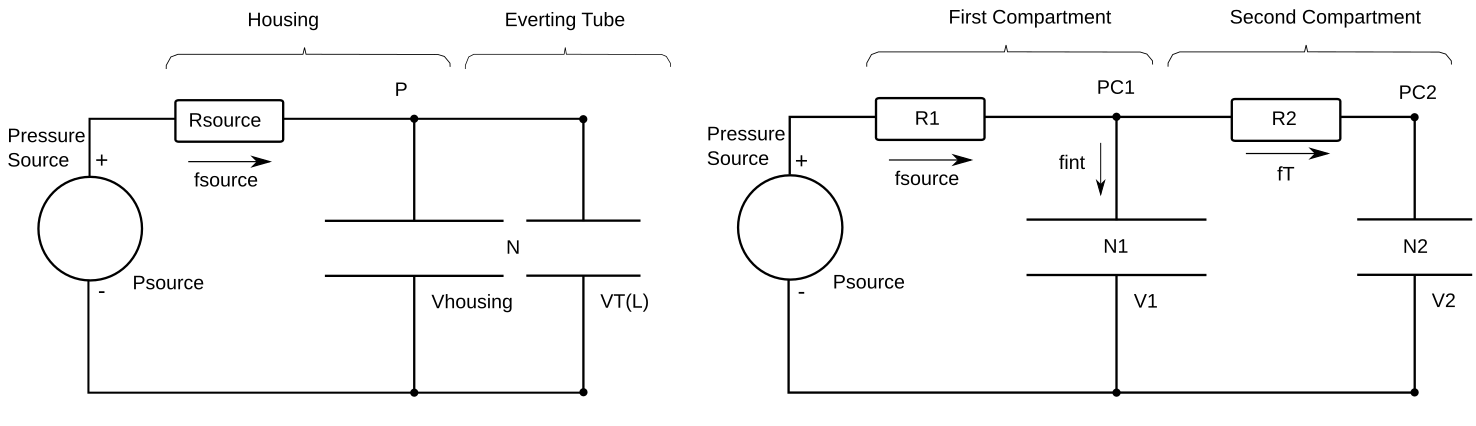 Housing
Everting Tube
P
Rsource
Pressure
Source
+
fsource
N
Psource
-
Vhousing
VT(L)
First Compartment
Second Compartment
PC1
PC2
R1
R2
Pressure
Source
+
fsource
fint
fT
N1
N2
Psource
-
V1
V2